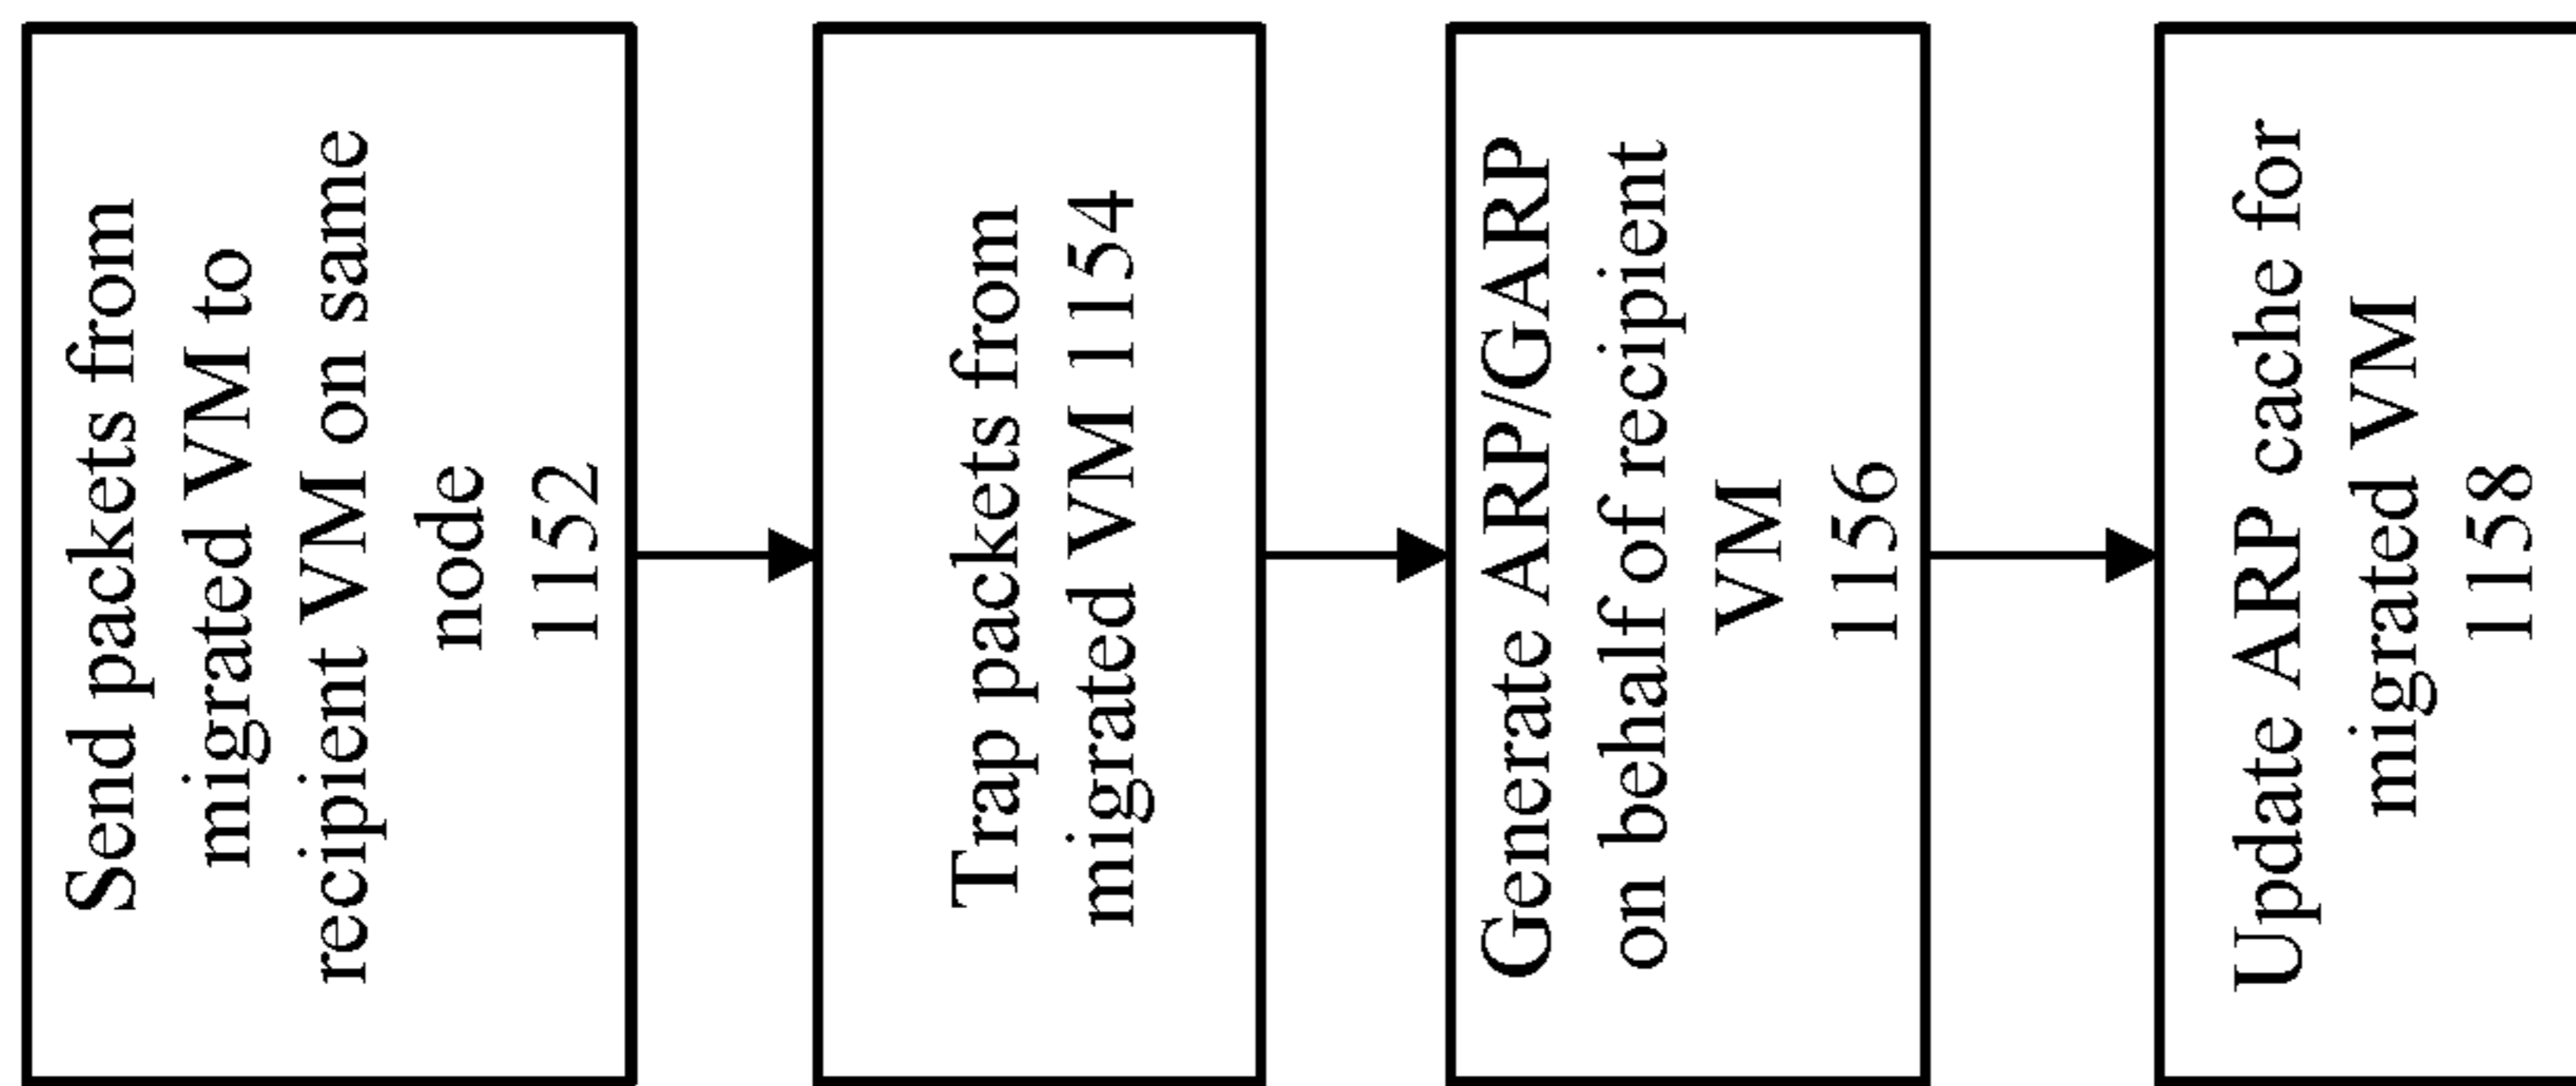 Send packets from
migrated VM to
recipient VM on same
node
1152
Trap packets from
migrated VM 1154
Generate ARP/GARP
on behalf of recipient
VM
1156
Update ARP cache for
migrated VM
1158